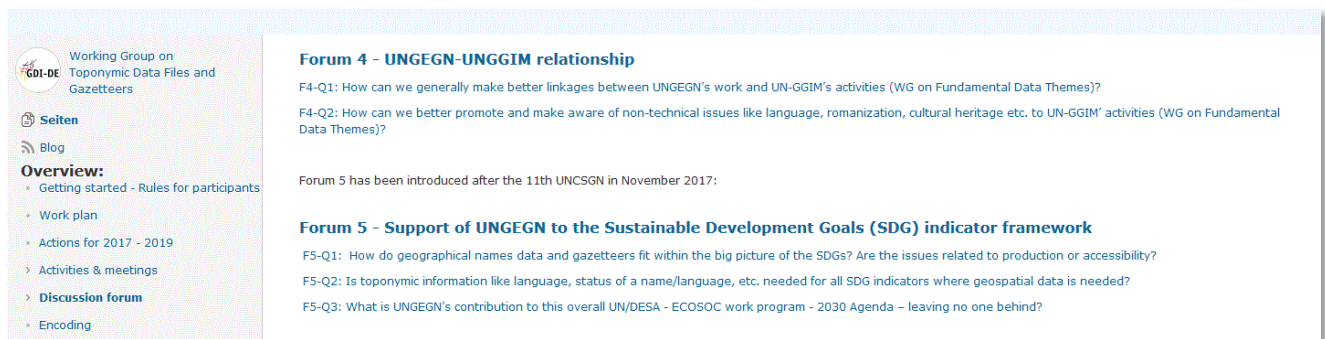 GDI-DE
Working Group on
Toponymic Data Files and
Gazetteers
Seiten
Blog
Overview:
Getting started - Rules for participants
Work plan
Actions for 2017 - 2019
Activities & meetings
Discussion forum
Encoding
Forum 4 - UNGEGN-UNGGIM relationship
F4-Q1: How can we generally make better linkages between UNGEGN's work and UN-GGIM's activities (WG on Fundamental Data Themes)?
F4-Q2: How can we better promote and make aware of non-technical issues like language, romanization, cultural heritage etc. to UN-GGIM' activities (WG on Fundamental
Data Themes)?
Forum 5 has been introduced after the 11th UNCSGN in November 2017:
Forum 5 - Support of UNGEGN to the Sustainable Development Goals (SDG) indicator framework
F5-Q1: How do geographical names data and gazetteers fit within the big picture of the SDGs? Are the issues related to production or accessibility?
F5-Q2: Is toponymic information like language, status of a name/language, etc. needed for all SDG indicators where geospatial data is needed?
F5-Q3: What is UNGEGN's contribution to this overall UN/DESA - ECOSOC work program - 2030 Agenda – leaving no one behind?